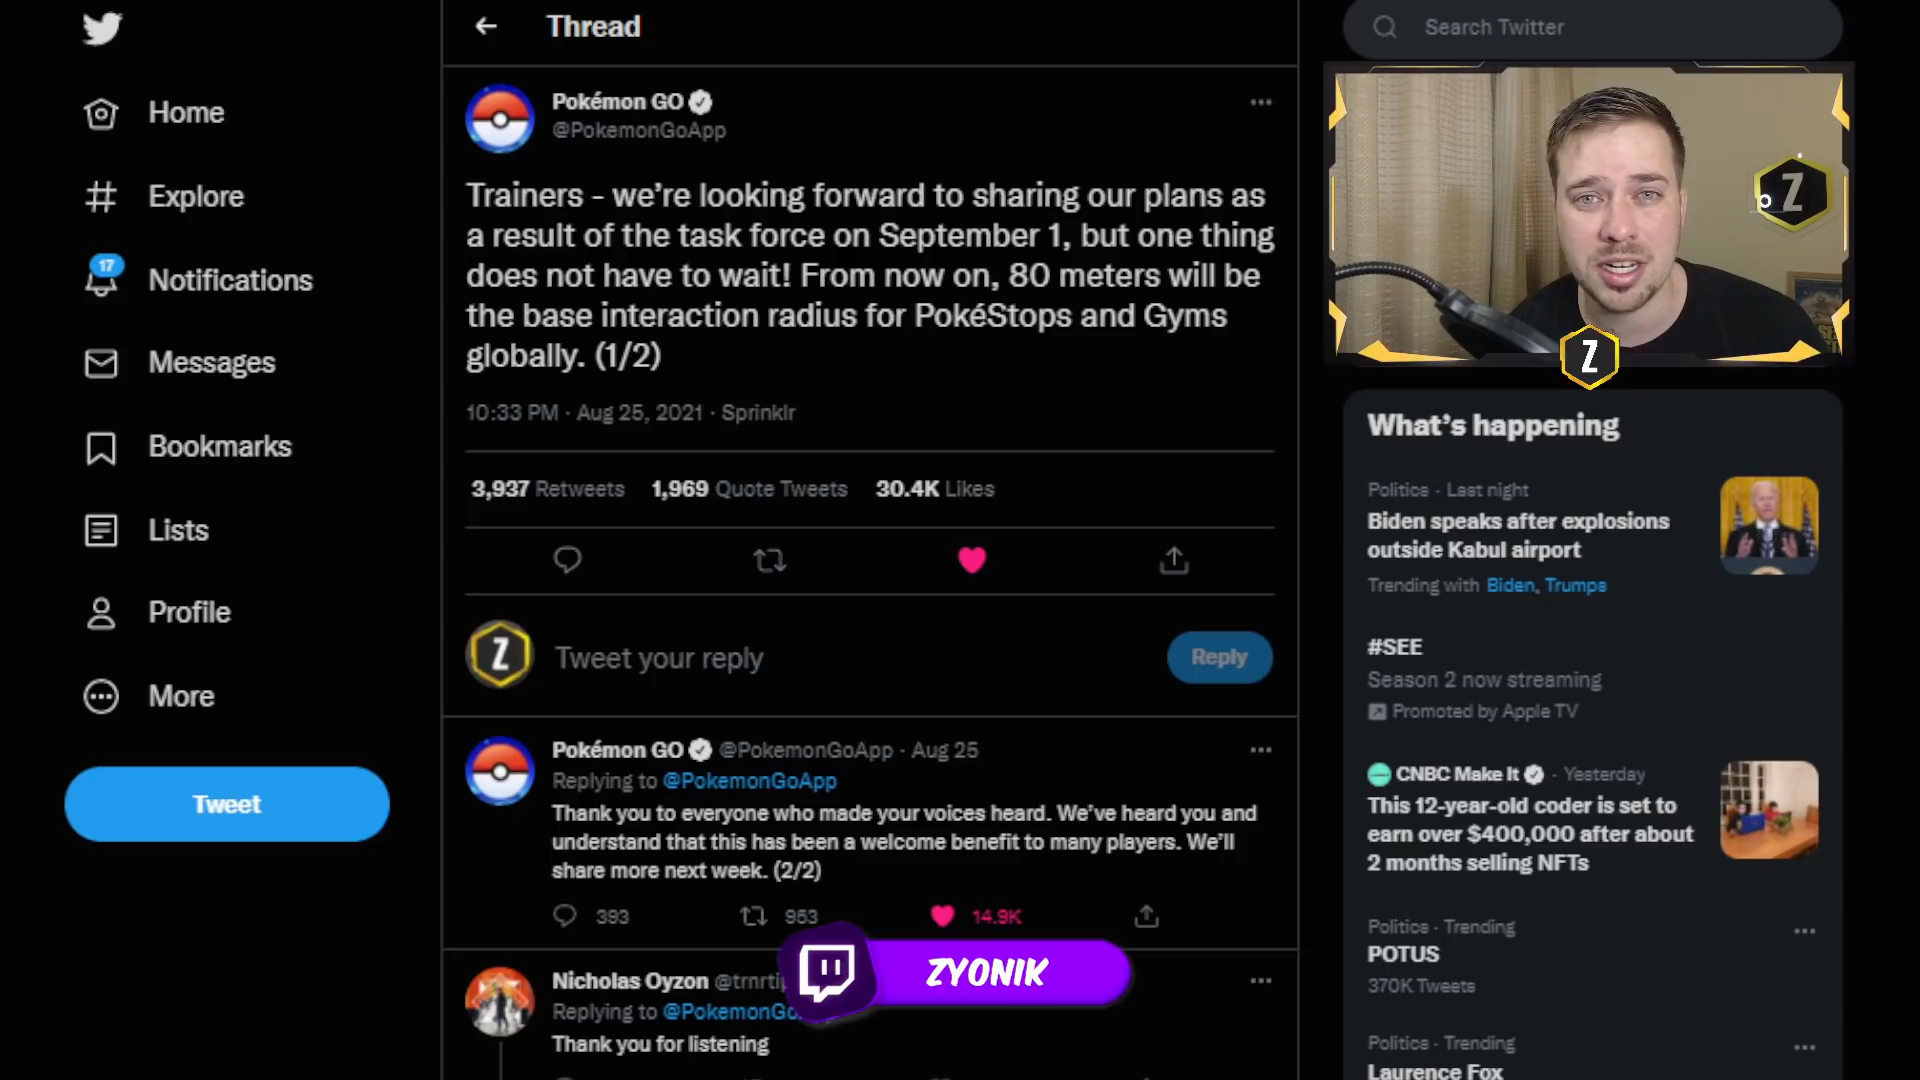 Home
Explore
17
Notifications
Messages
Bookmarks
Lists
Profile
More
Tweet
Thread
Pokémon GO
@PokemonGoApp
Trainers - we're looking forward to sharing our plans as
a result of the task force on September 1, but one thing
does not have to wait! From now on, 80 meters will be
the base interaction radius for PokéStops and Gyms
globally. (1/2)
10:33 PM · Aug 25, 2021 · Sprinklr
3,937 Retweets 1,969 Quote Tweets 30.4K Likes
Z
Tweet your reply
Reply
Pokémon GO @PokemonGoApp · Aug 25
Replying to @PokemonGoApp
Thank you to everyone who made your voices heard. We've heard you and
understand that this has been a welcome benefit to many players. We'll
share more next week. (2/2)
393 953 14.9K
ZYONIK
Nicholas Oyzon
Replying to
Thank you for listening
Search Twitter
Z
Z
What's happening
Politics · Last night
Biden speaks after explosions
outside Kabul airport
Trending with Biden, Trumps
#SEE
Season 2 now streaming
Promoted by Apple TV
CNBC Make It · Yesterday
This 12-year-old coder is set to
earn over $400,000 after about
2 months selling NFTs
Politics · Trending
POTUS
370K Tweets
Politics · Trending
Laurence Fox